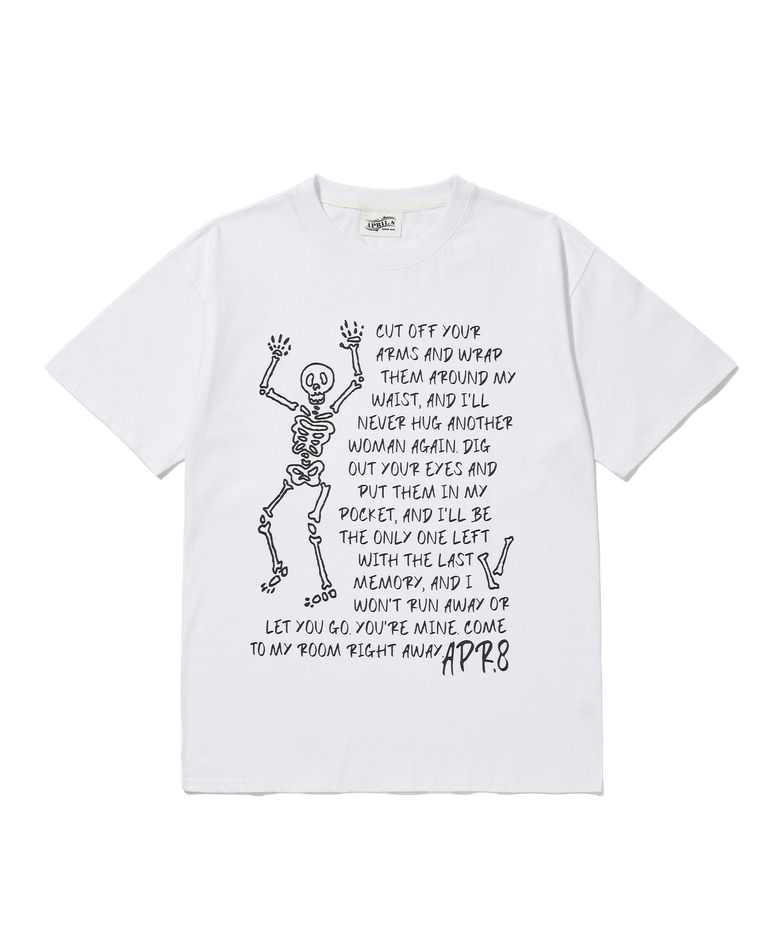 APRIL.8
CUT OFF YOUR
ARMS AND WRAP
THEM AROUND MY
WAIST, AND I'LL
NEVER HUG ANOTHER
WOMAN AGAIN. DIG
OUT YOUR EYES AND
PUT THEM IN MY
POCKET, AND I'LL BE
THE ONLY ONE LEFT
WITH THE LAST
MEMORY, AND I
WON'T RUN AWAY OR
LET YOU GO. YOU'RE MINE. COME
TO MY ROOM RIGHT AWAY.
APR.8